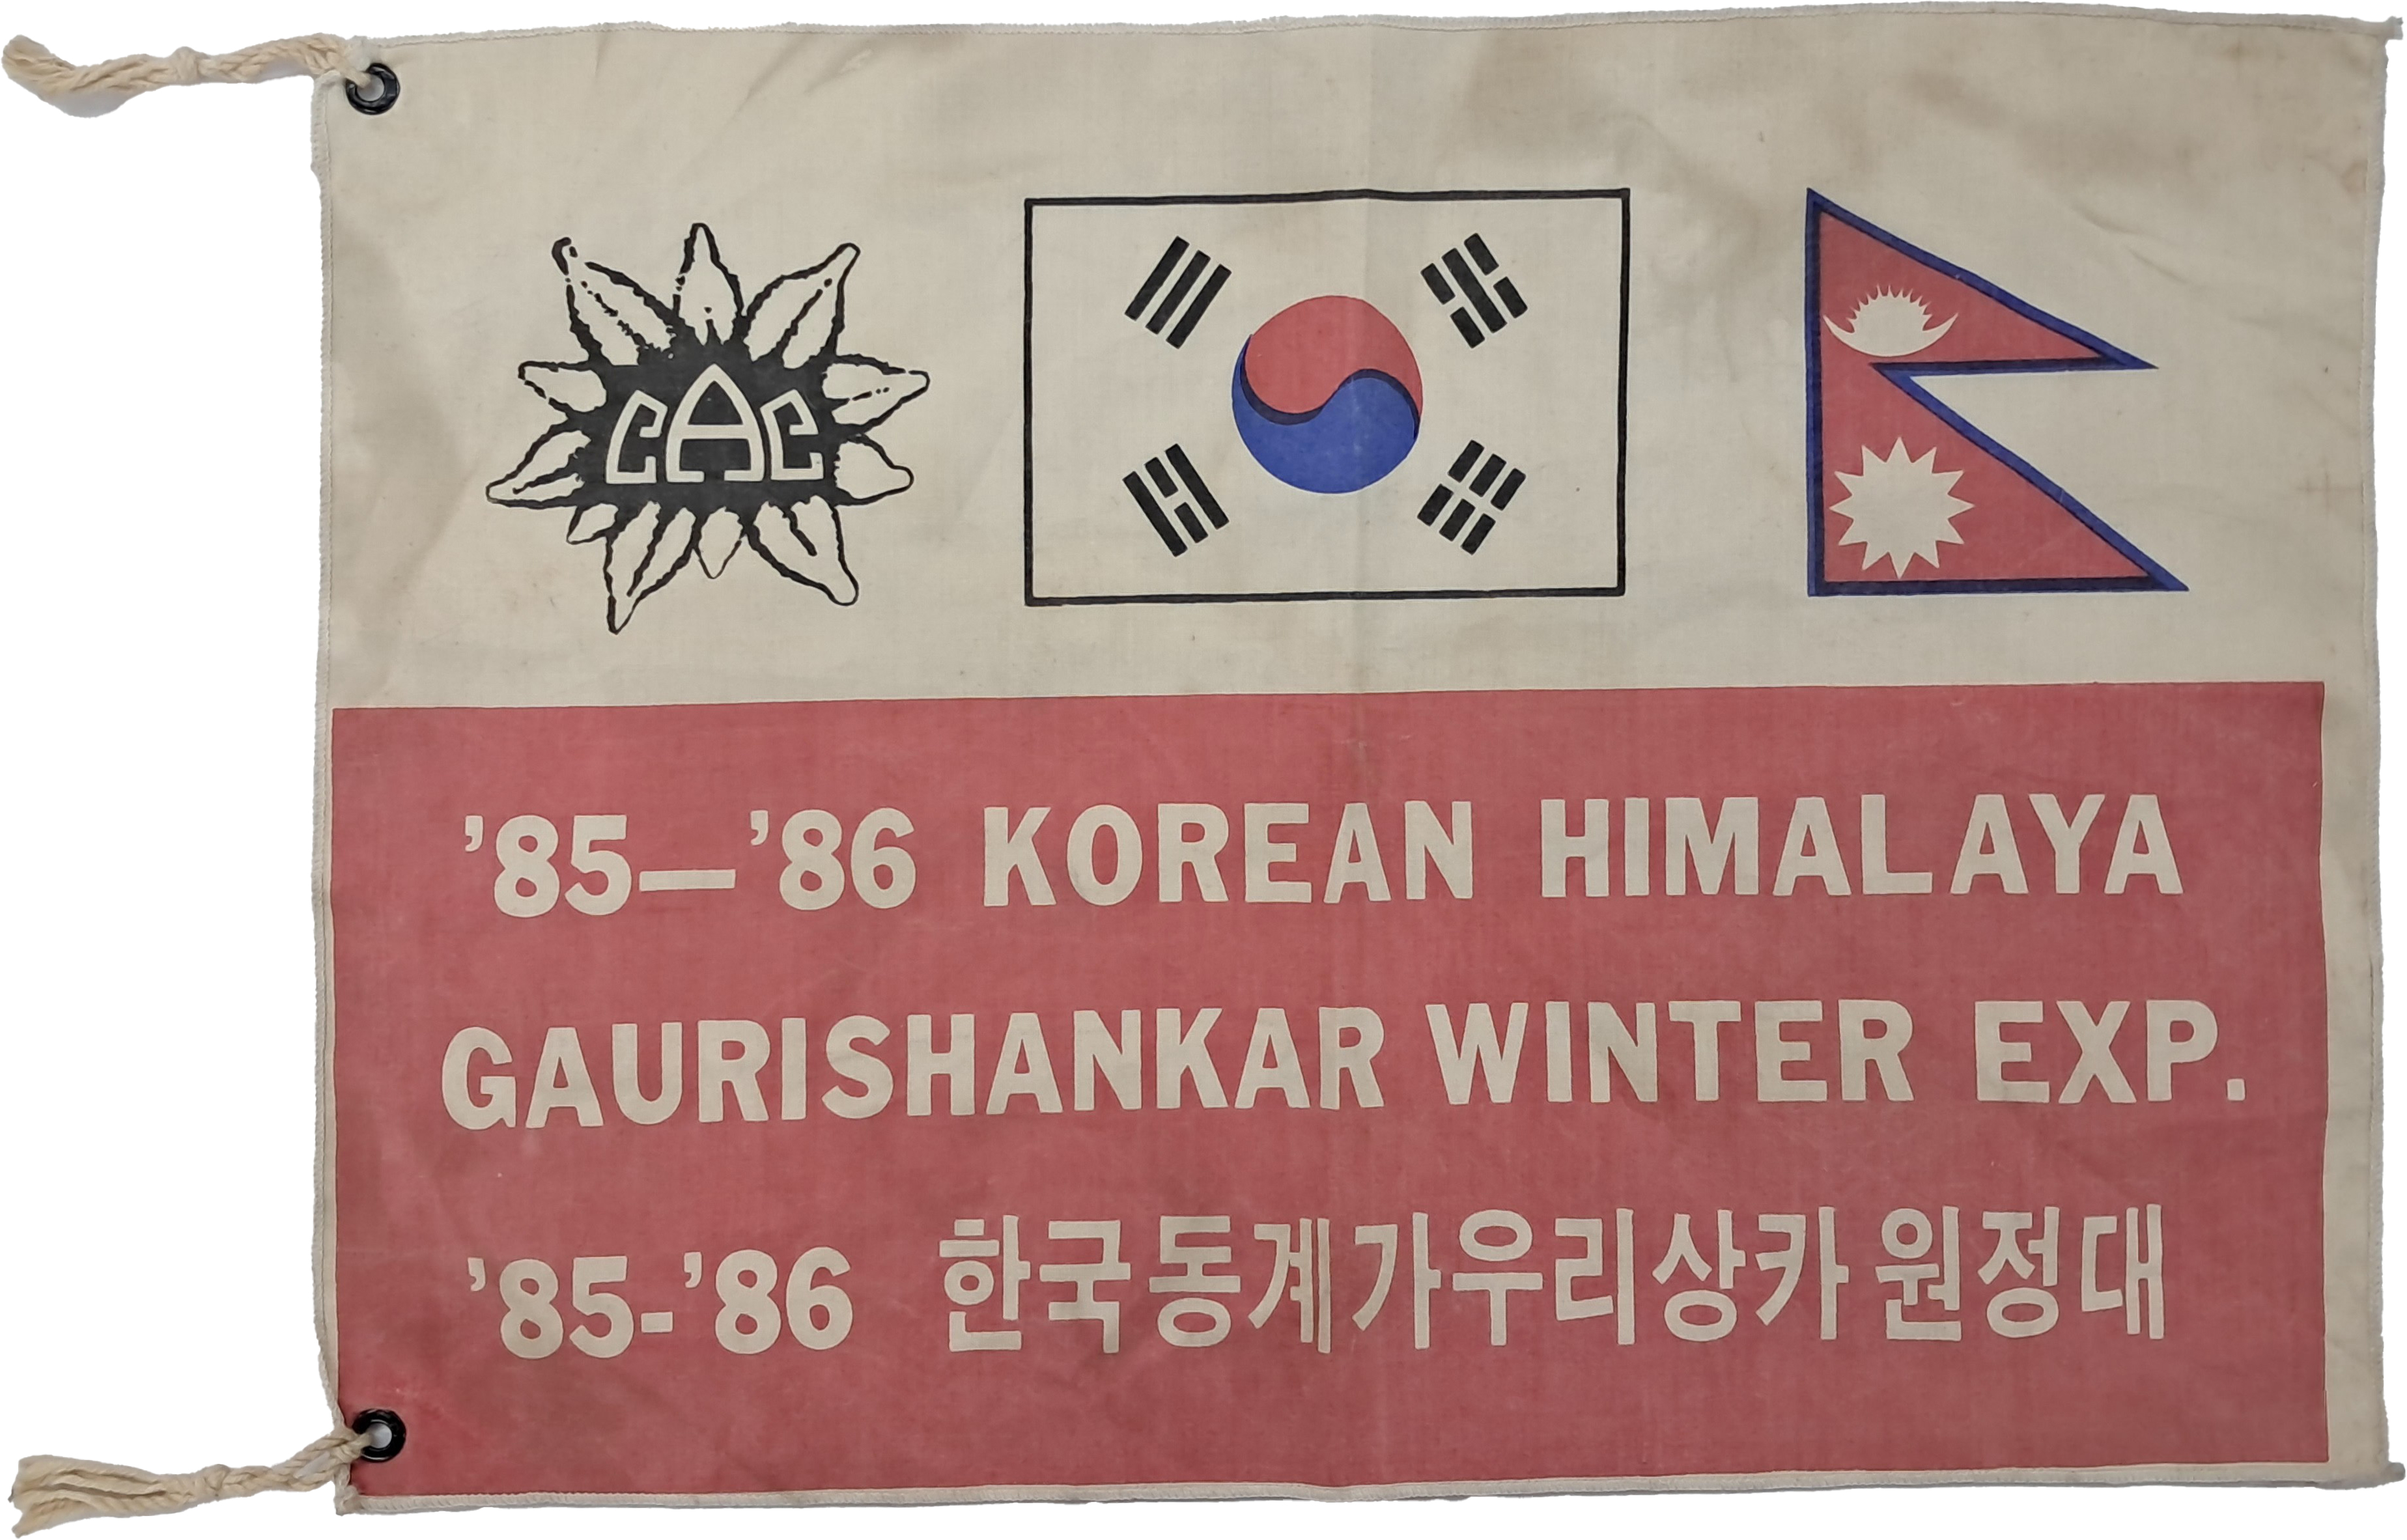 CAC
’85—’86 KOREAN HIMALAYA
GAURISHANKAR WINTER EXP.
’85-’86 한국동계가우리상카원정대